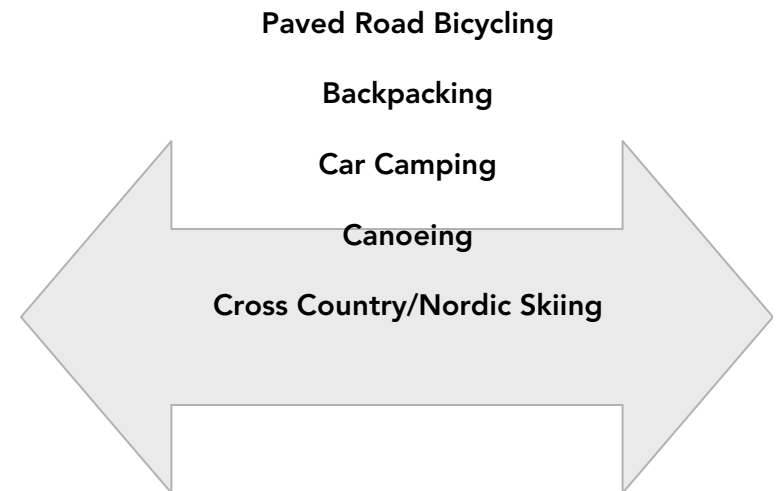 Paved Road Bicycling
Backpacking
Car Camping
Canoeing
Cross Country/Nordic Skiing